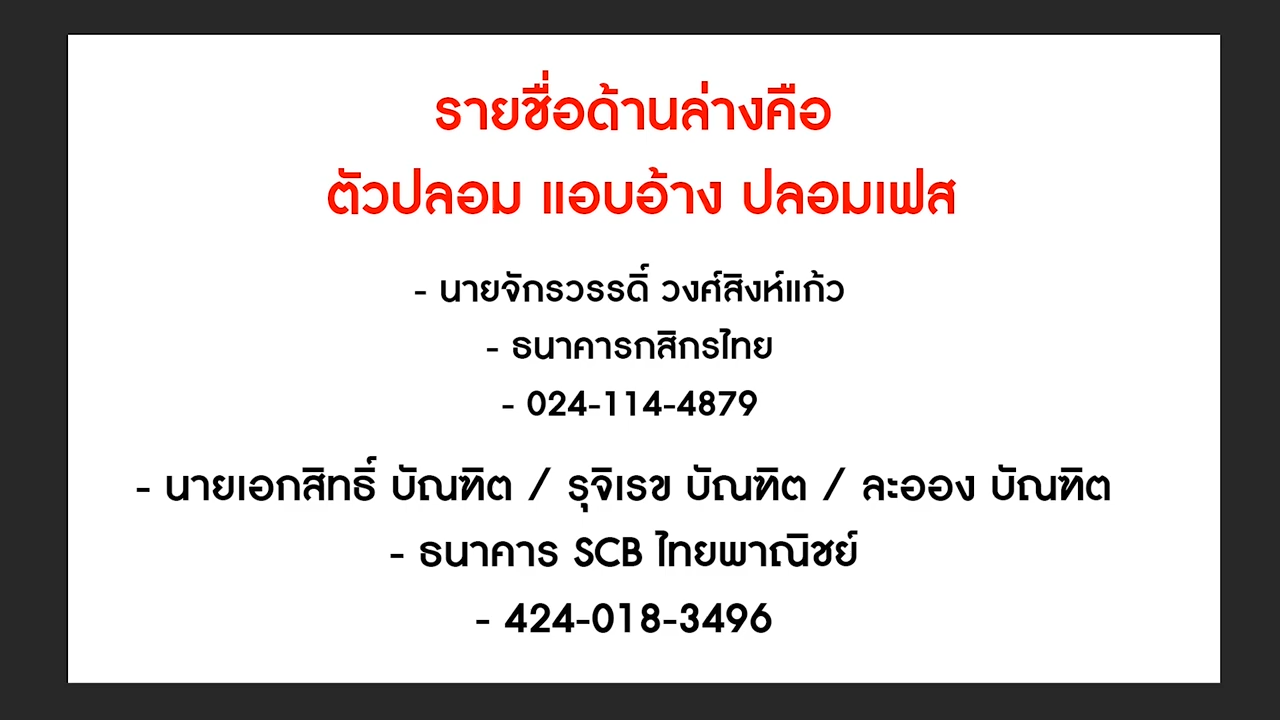 รายชื่อด้านล่างคือ
ตัวปลอม แอบอ้าง ปลอมเฟส
- นายจักรวรรดิ์ วงศ์สิงห์แก้ว
- ธนาคารกสิกรไทย
- 024-114-4879
- นายเอกสิทธิ์ บัณฑิต / รุจิเรข บัณฑิต / ละออง บัณฑิต
- ธนาคาร SCB ไทยพาณิชย์
- 424-018-3496